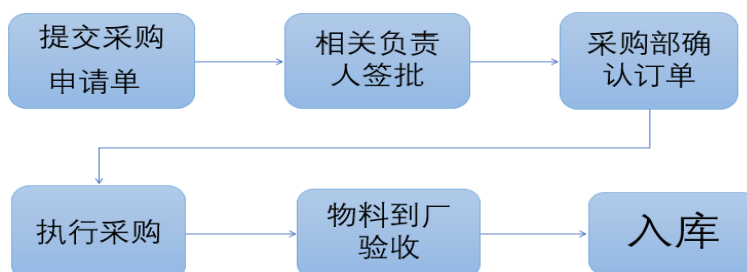 提交采购
申请单
相关负责
人签批
采购部确
认订单
执行采购
物料到厂
验收
入库